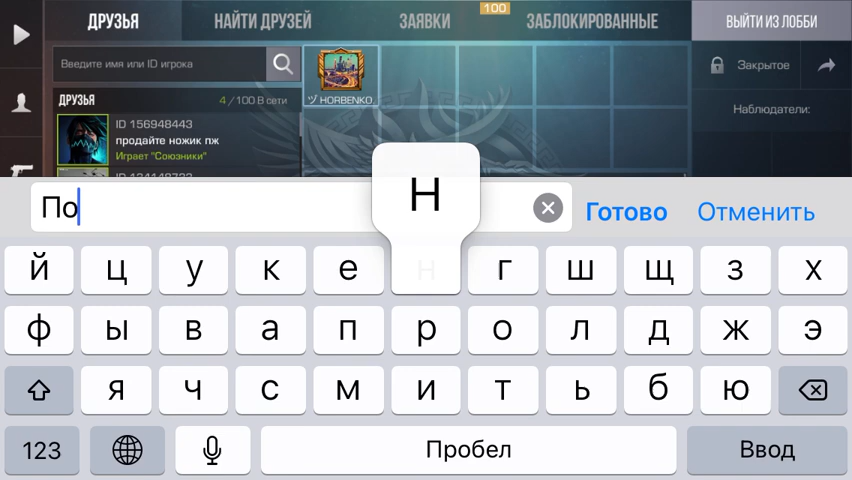 ДРУЗЬЯ
НАЙТИ ДРУЗЕЙ
ЗАЯВКИ
100
ЗАБЛОКИРОВАННЫЕ
ВЫЙТИ ИЗ ЛОББИ
Введите имя или ID игрока
Закрытое
ヅ HORBENKO.
ДРУЗЬЯ
4 / 100 В сети
Наблюдатели:
ID 156948443
продайте ножик пж
Играет "Союзники"
Н
По
Готово
Отменить
й ц у к е н г ш щ з х
ф ы в а п р о л д ж э
я ч с м и т ь б ю
123
Пробел
Ввод